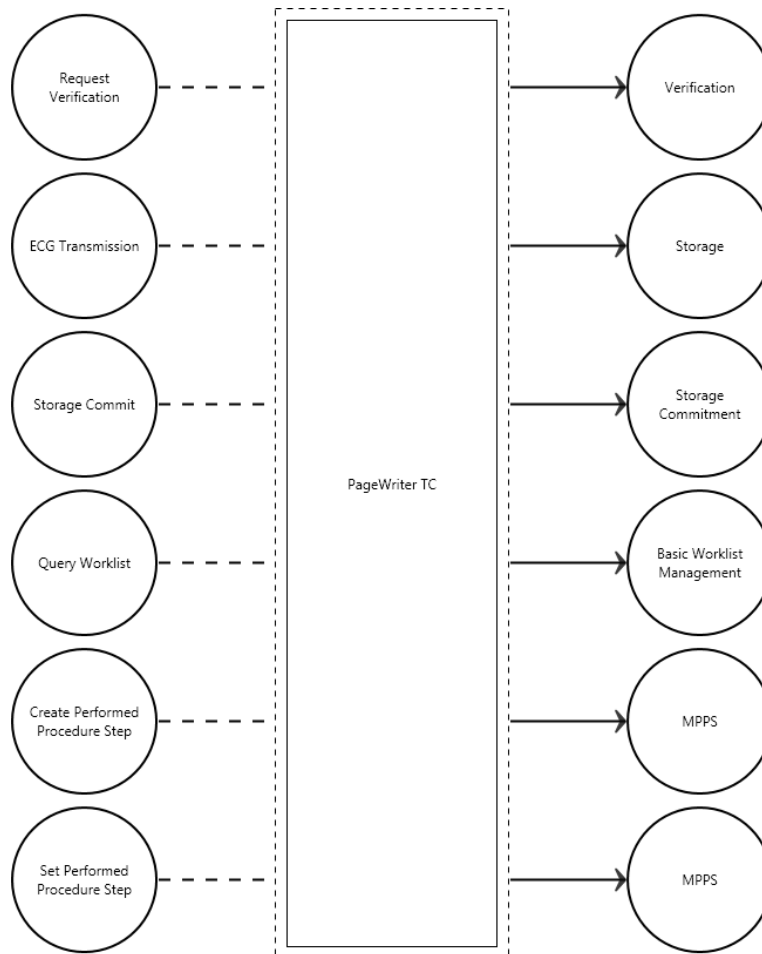 Request
Verification
Verification
ECG Transmission
Storage
Storage Commit
Storage
Commitment
PageWriter TC
Query Worklist
Basic Worklist
Management
Create Performed
Procedure Step
MPPS
Set Performed
Procedure Step
MPPS